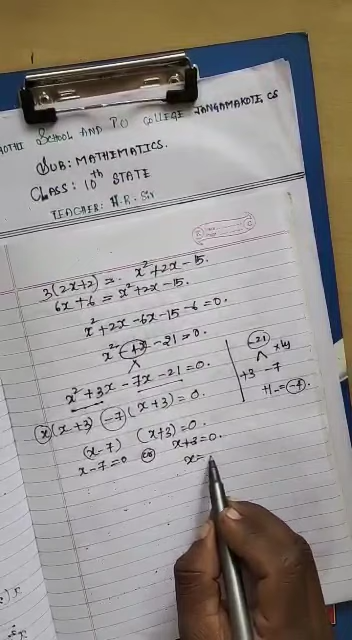 SCHOOL AND PU COLLEGE JANGAMAKOTE, CS
SUB: MATHEMATICS.
CLASS: 10th STATE
TEACHER: H.R. Sir
3(2x+2) = x²+2x-15.
6x+6 = x²+2x-15.
x²+2x-6x-15-6=0.
x²-4x-21=0.
x²+3x-7x-21=0.
x(x+3)-7(x+3)=0.
(x-7) (x+3)=0.
x-7=0 (or) x+3=0.
x=
-21
xly
+3 -7
+/-=-4.